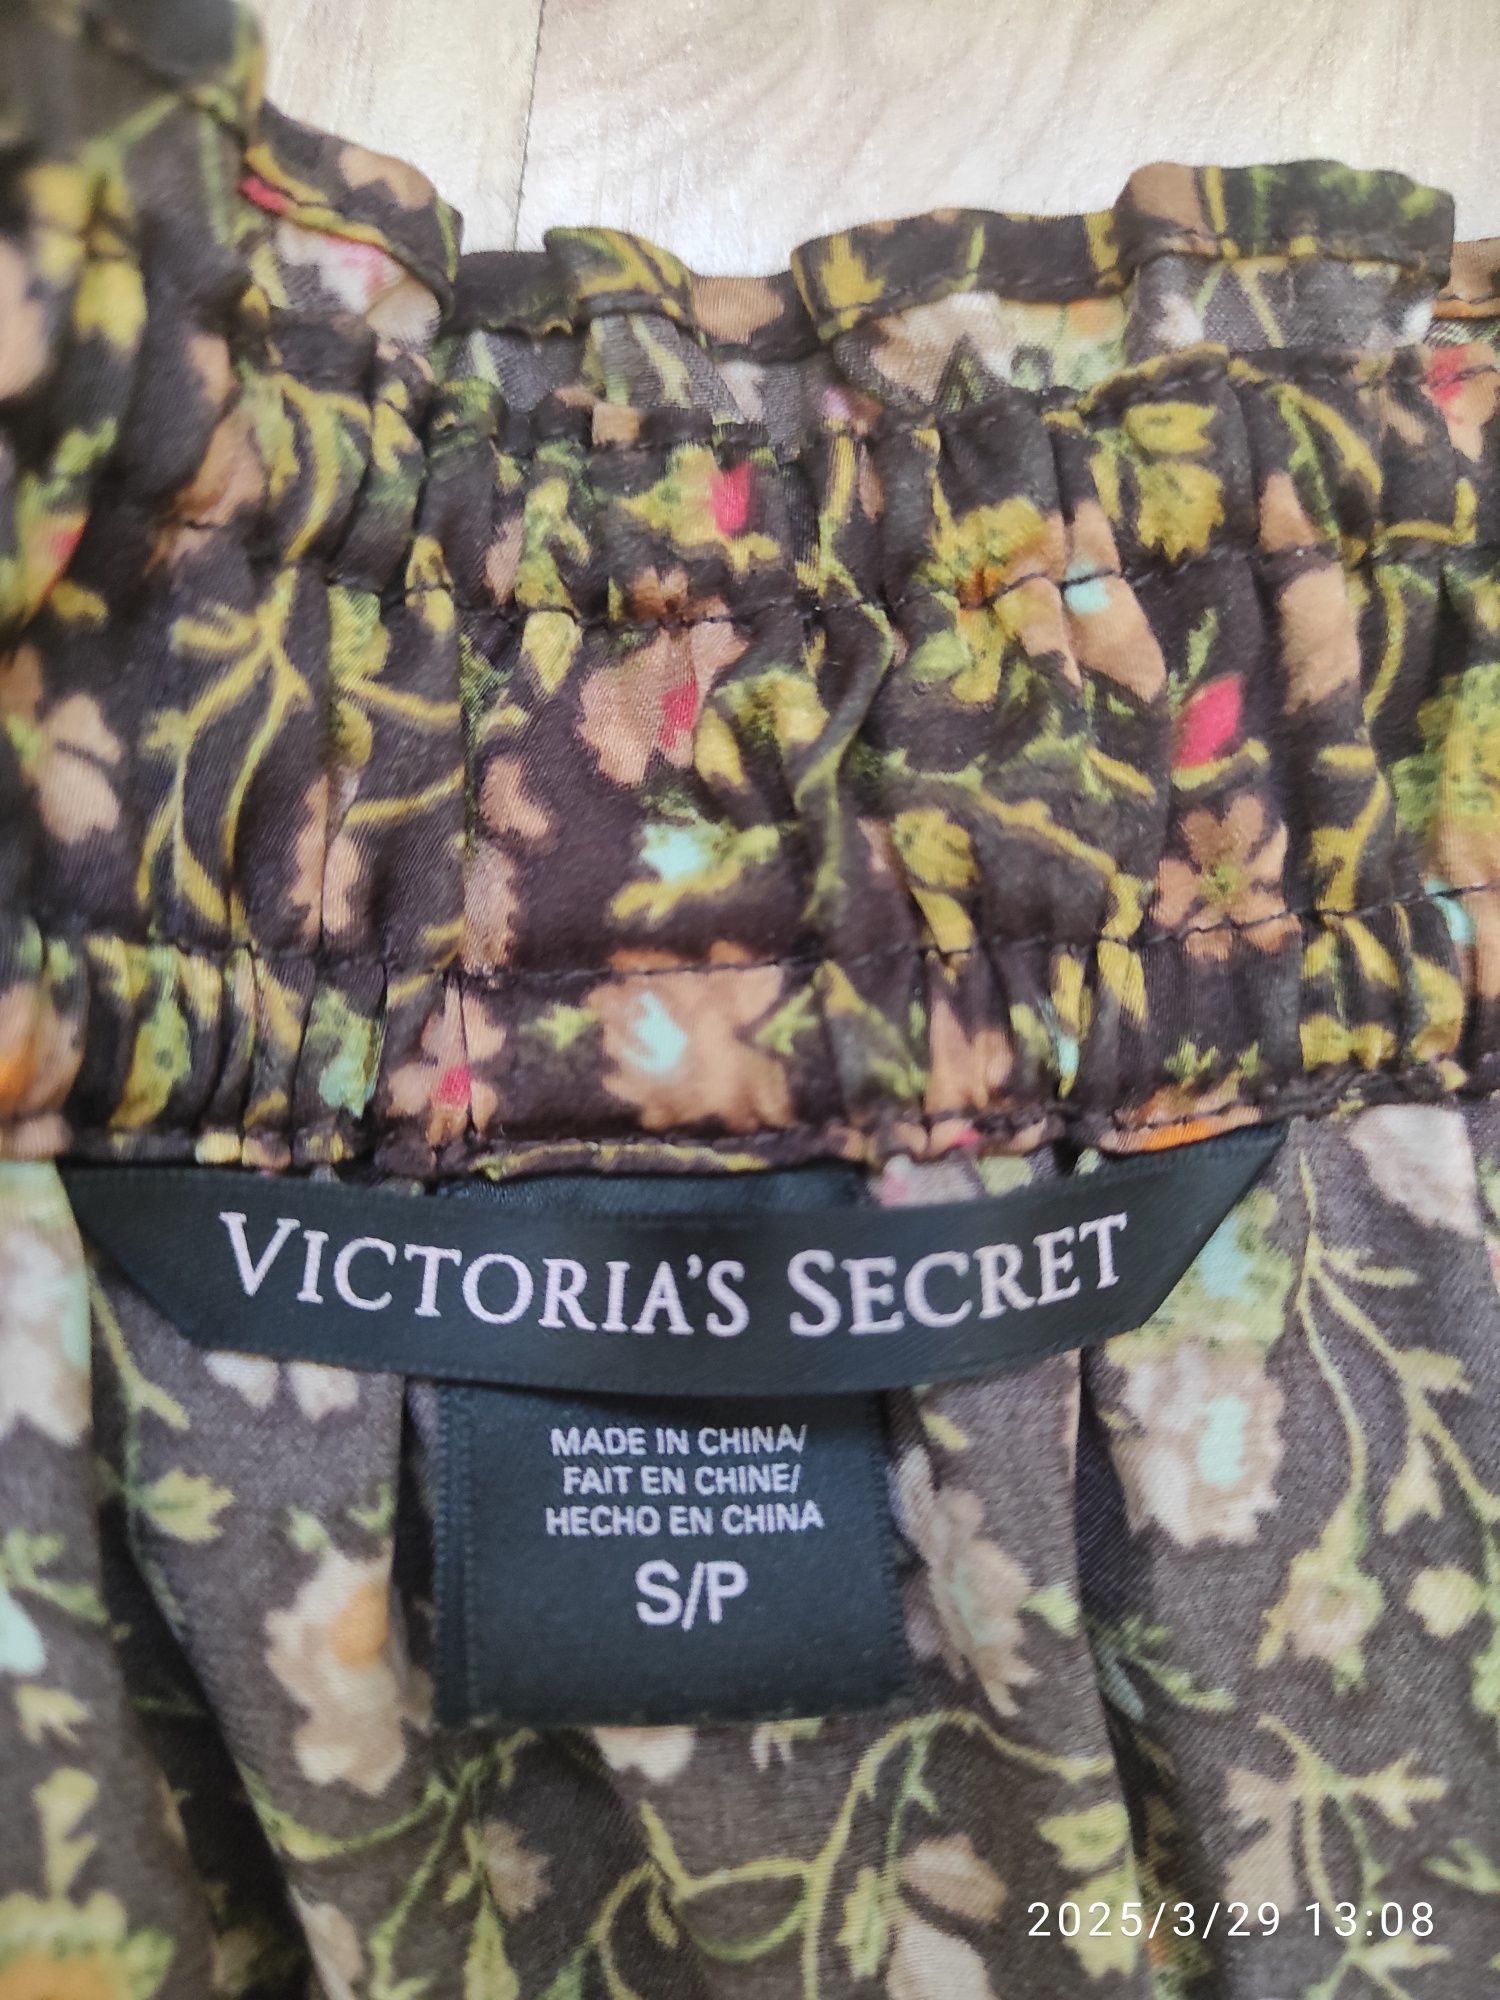 VICTORIA'S SECRET
MADE IN CHINA/
FAIT EN CHINE/
HECHO EN CHINA
S/P
2025/3/29 13:08